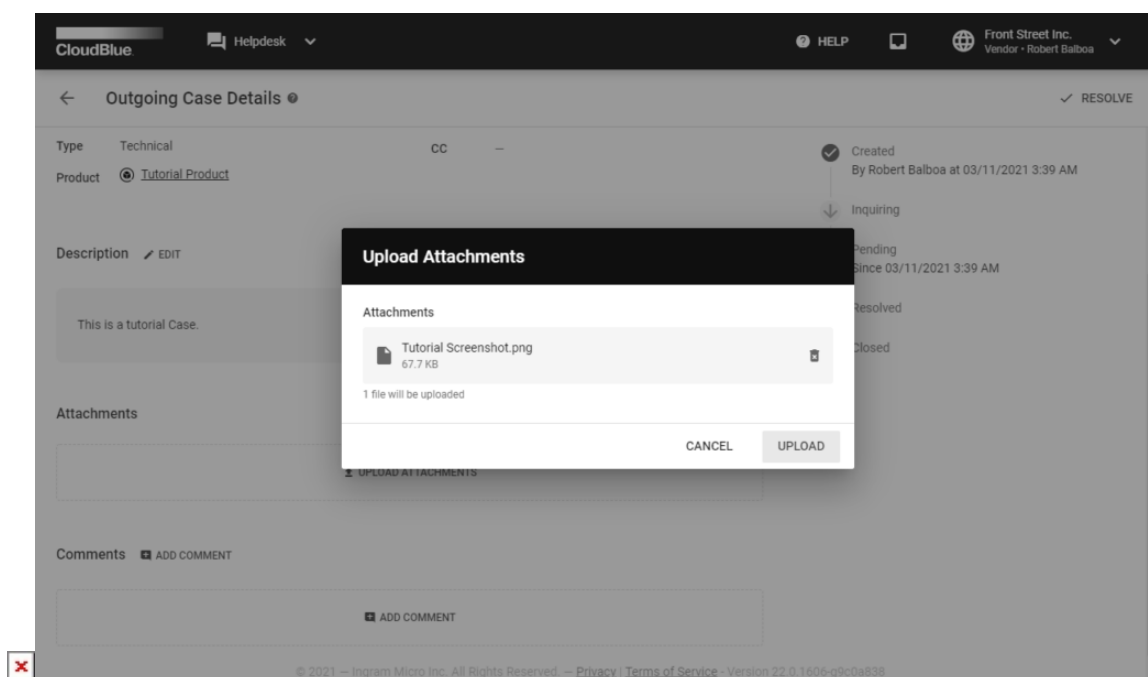 CloudBlue
Helpdesk
HELP
Front Street Inc.
Vendor • Robert Balboa
Outgoing Case Details
RESOLVE
Type Technical CC –
Product Tutorial Product
Created
By Robert Balboa at 03/11/2021 3:39 AM
Inquiring
Pending
Since 03/11/2021 3:39 AM
Resolved
Closed
Description EDIT
This is a tutorial Case.
Upload Attachments
Attachments
Tutorial Screenshot.png
67.7 KB
1 file will be uploaded
CANCEL UPLOAD
Attachments
UPLOAD ATTACHMENTS
Comments ADD COMMENT
ADD COMMENT
© 2021 – Ingram Micro Inc. All Rights Reserved. – Privacy | Terms of Service - Version 22.0.1606-g9c0a838